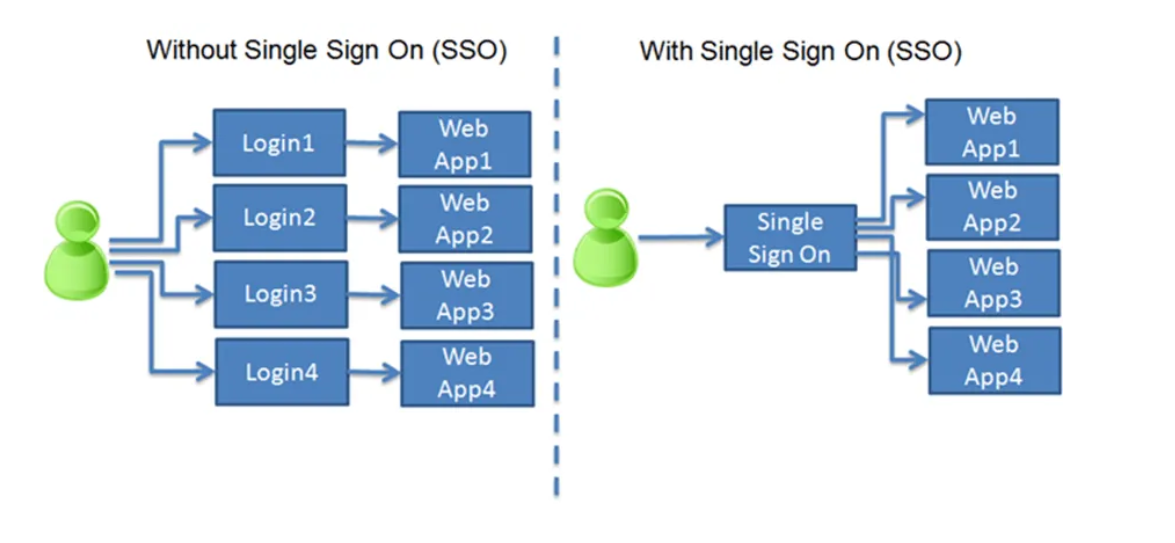 Without Single Sign On (SSO)
Login1
Web
App1
Login2
Web
App2
Login3
Web
App3
Login4
Web
App4
With Single Sign On (SSO)
Single
Sign On
Web
App1
Web
App2
Web
App3
Web
App4